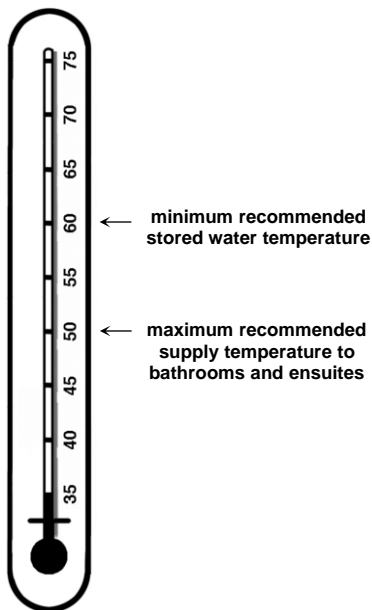 75
70
65
60
55
50
45
40
35
minimum recommended
stored water temperature
maximum recommended
supply temperature to
bathrooms and ensuites